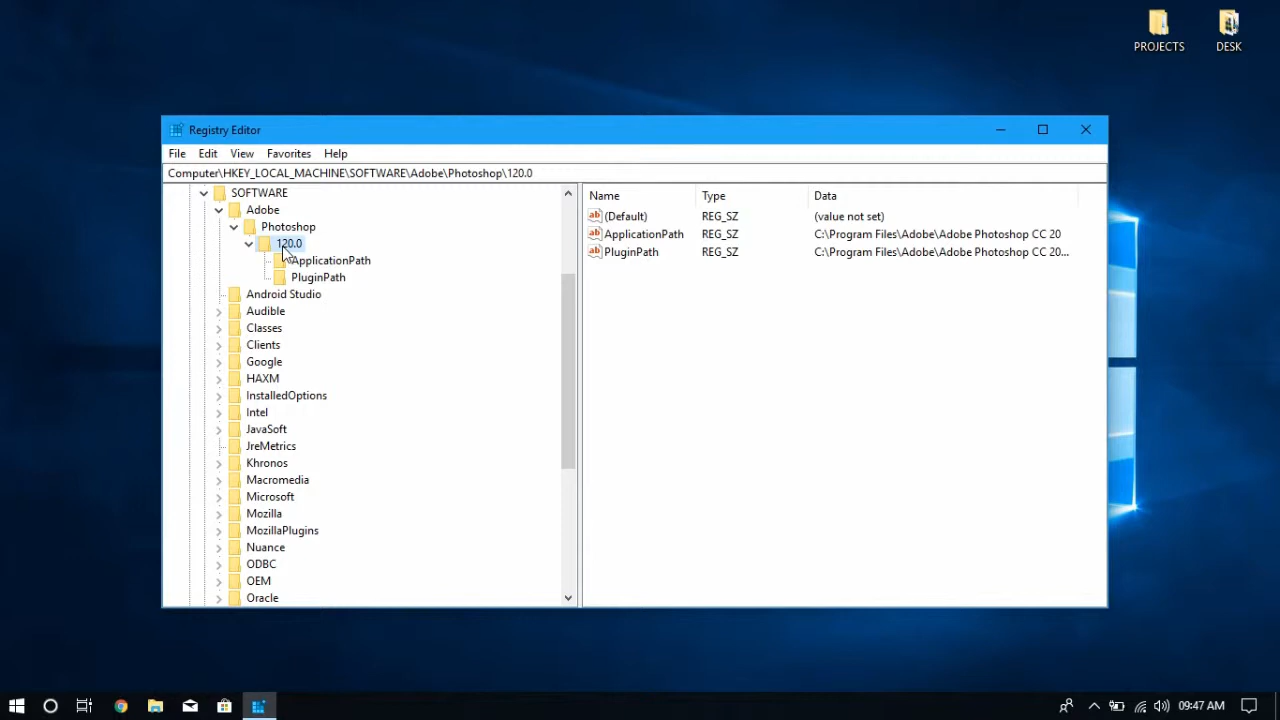 PROJECTS DESK
Registry Editor
File Edit View Favorites Help
Computer\HKEY_LOCAL_MACHINE\SOFTWARE\Adobe\Photoshop\120.0
SOFTWARE
Adobe
Photoshop
120.0
ApplicationPath
PluginPath
Android Studio
Audible
Classes
Clients
Google
HAXM
InstalledOptions
Intel
JavaSoft
JreMetrics
Khronos
Macromedia
Microsoft
Mozilla
MozillaPlugins
Nuance
ODBC
OEM
Oracle
Name Type Data
(Default) REG_SZ (value not set)
ApplicationPath REG_SZ C:\Program Files\Adobe\Adobe Photoshop CC 20
PluginPath REG_SZ C:\Program Files\Adobe\Adobe Photoshop CC 20...
09:47 AM